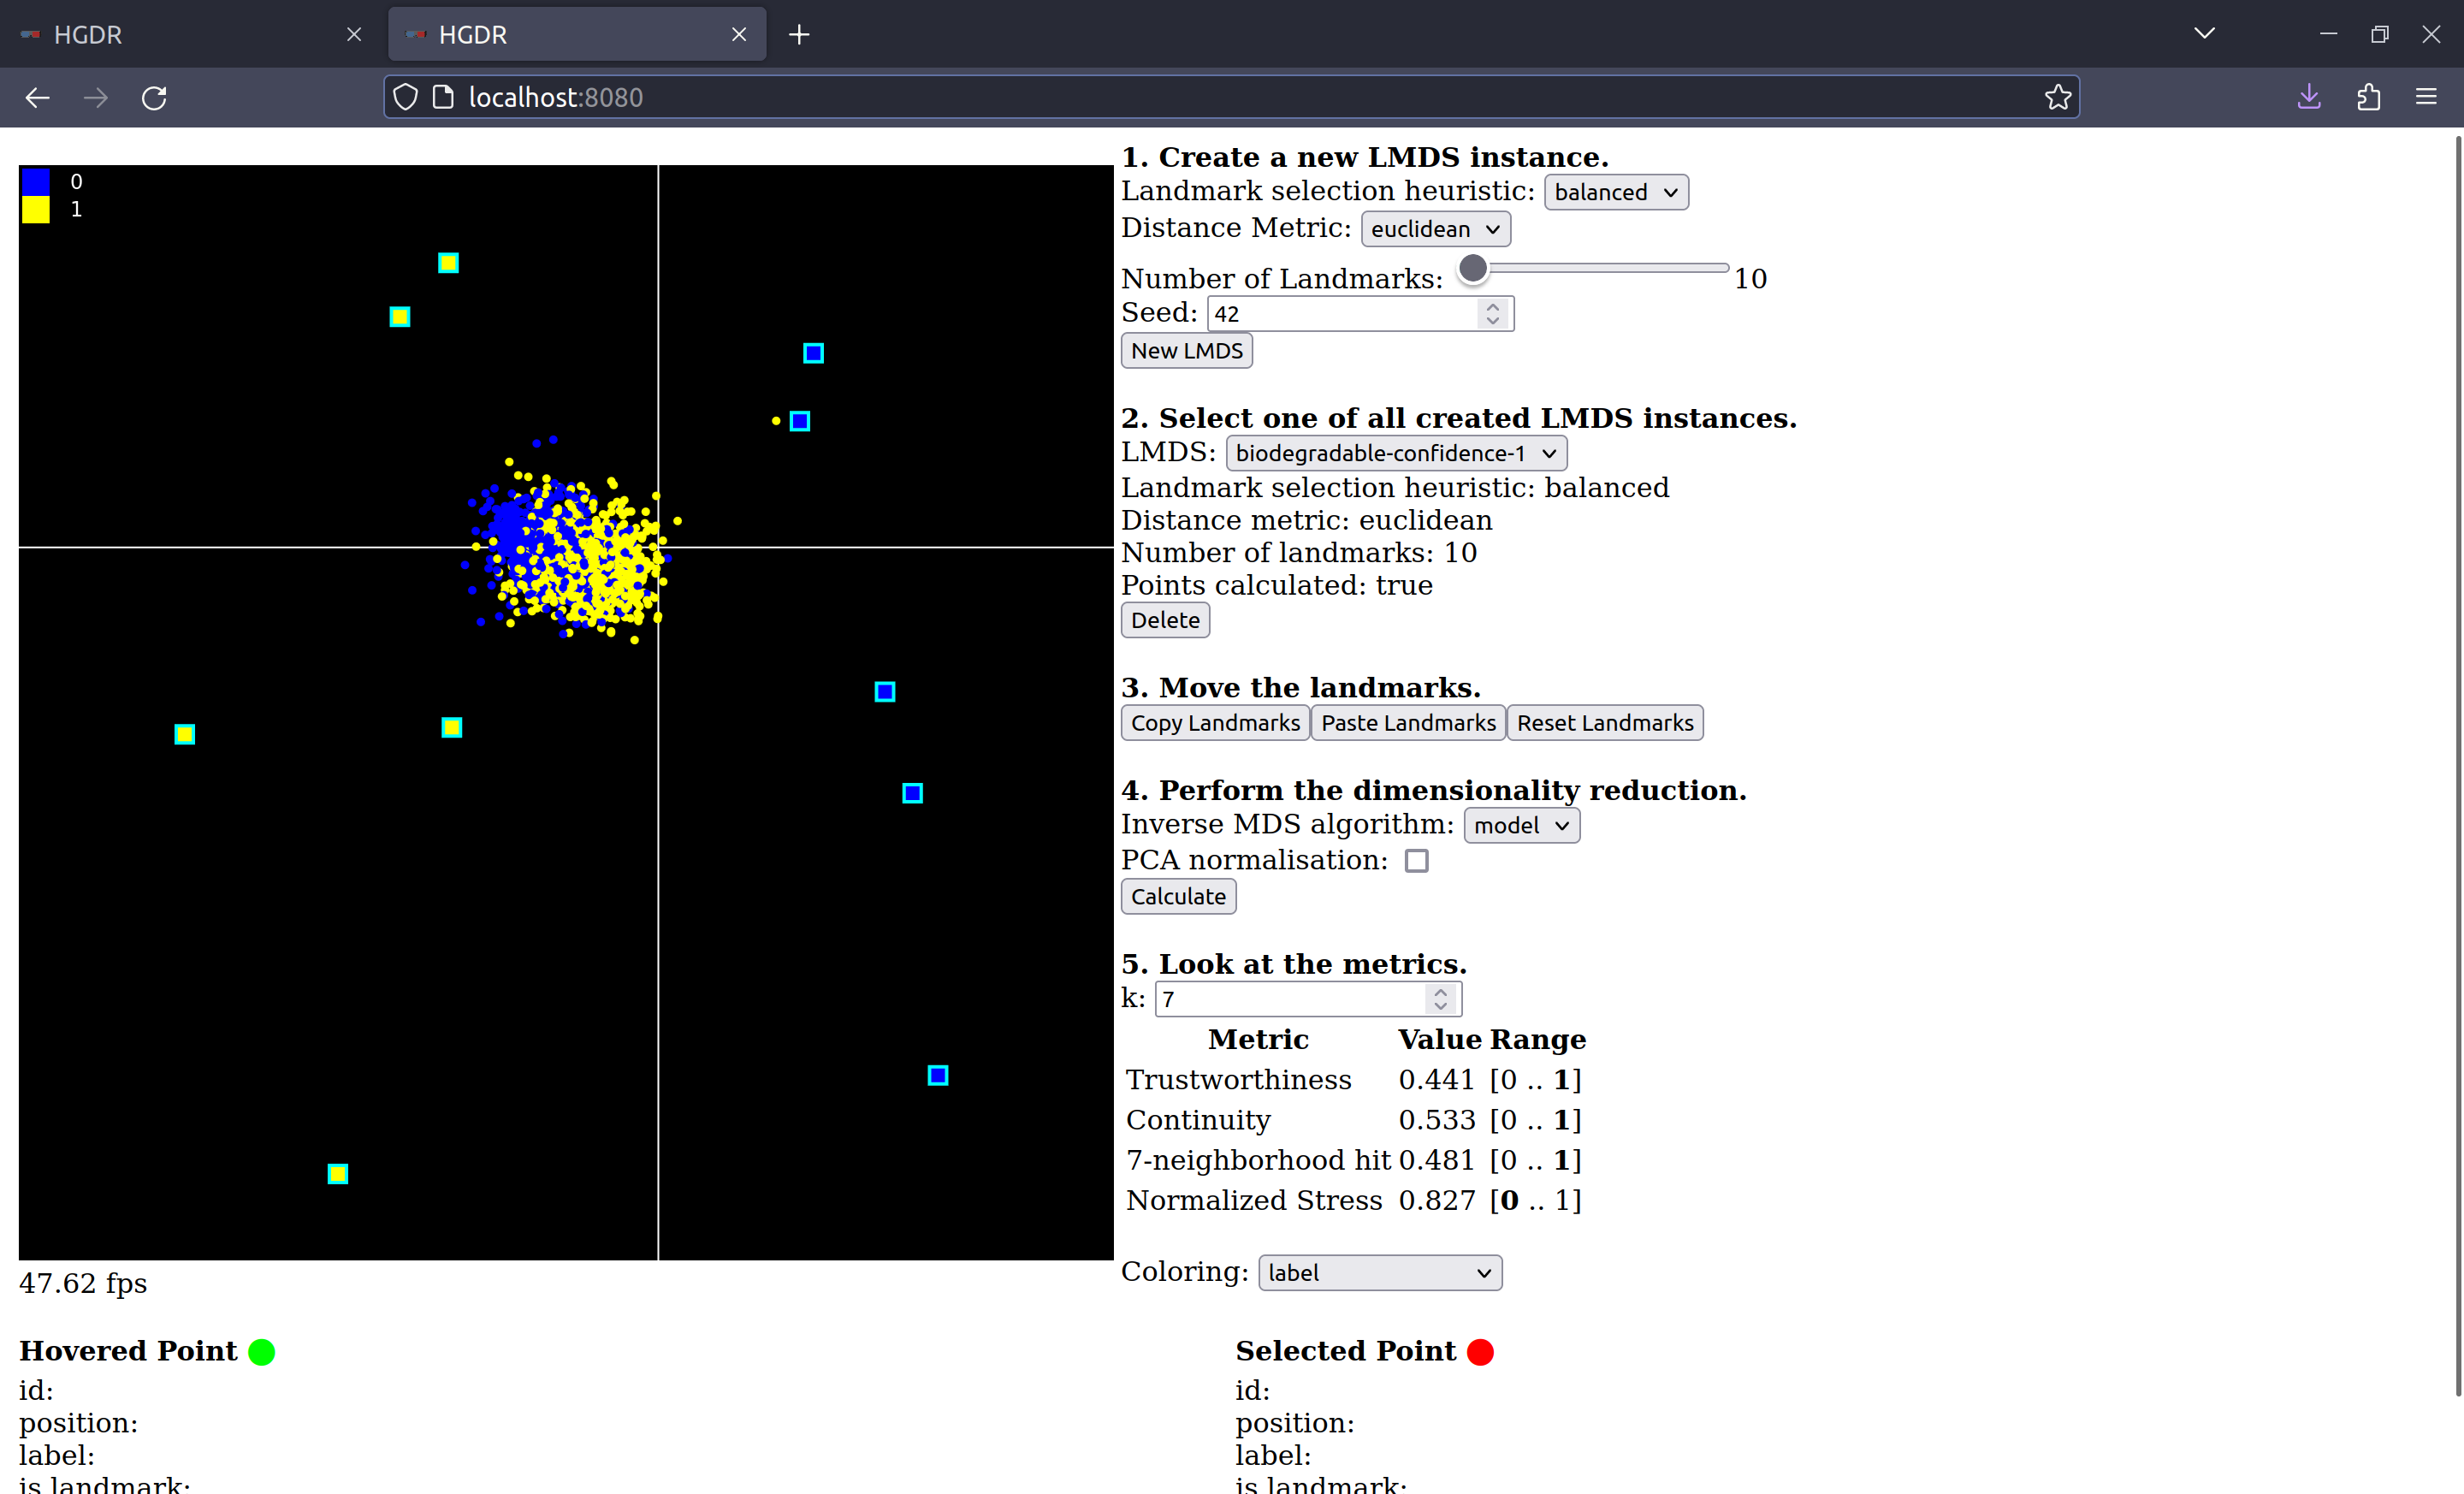 HGDR
HGDR
localhost:8080
0
1
47.62 fps
1. Create a new LMDS instance.
Landmark selection heuristic: balanced
Distance Metric: euclidean
Number of Landmarks: 10
Seed: 42
New LMDS
2. Select one of all created LMDS instances.
LMDS: biodegradable-confidence-1
Landmark selection heuristic: balanced
Distance metric: euclidean
Number of landmarks: 10
Points calculated: true
Delete
3. Move the landmarks.
Copy Landmarks Paste Landmarks Reset Landmarks
4. Perform the dimensionality reduction.
Inverse MDS algorithm: model
PCA normalisation:
Calculate
5. Look at the metrics.
k: 7
Metric Value Range
Trustworthiness 0.441 [0 .. 1]
Continuity 0.533 [0 .. 1]
7-neighborhood hit 0.481 [0 .. 1]
Normalized Stress 0.827 [0 .. 1]
Coloring: label
Hovered Point
id:
position:
label:
is landmark:
Selected Point
id:
position:
label:
is landmark: